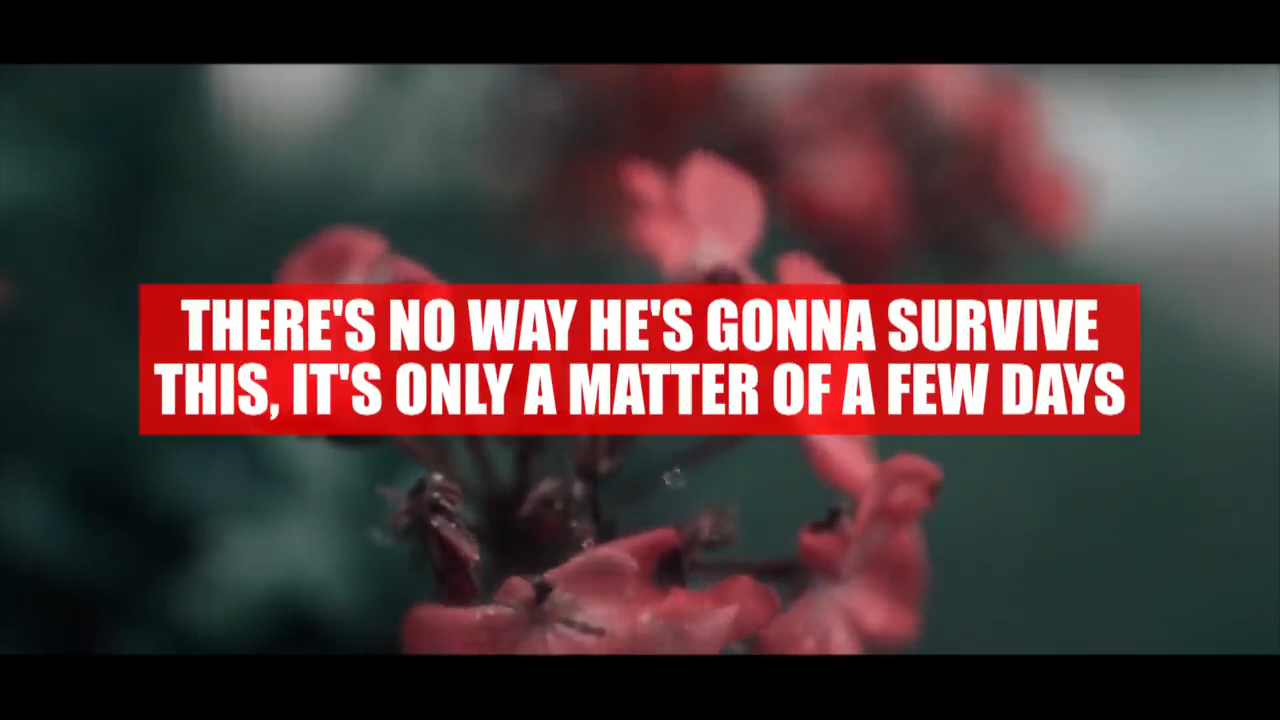 THERE'S NO WAY HE'S GONNA SURVIVE
THIS, IT'S ONLY A MATTER OF A FEW DAYS